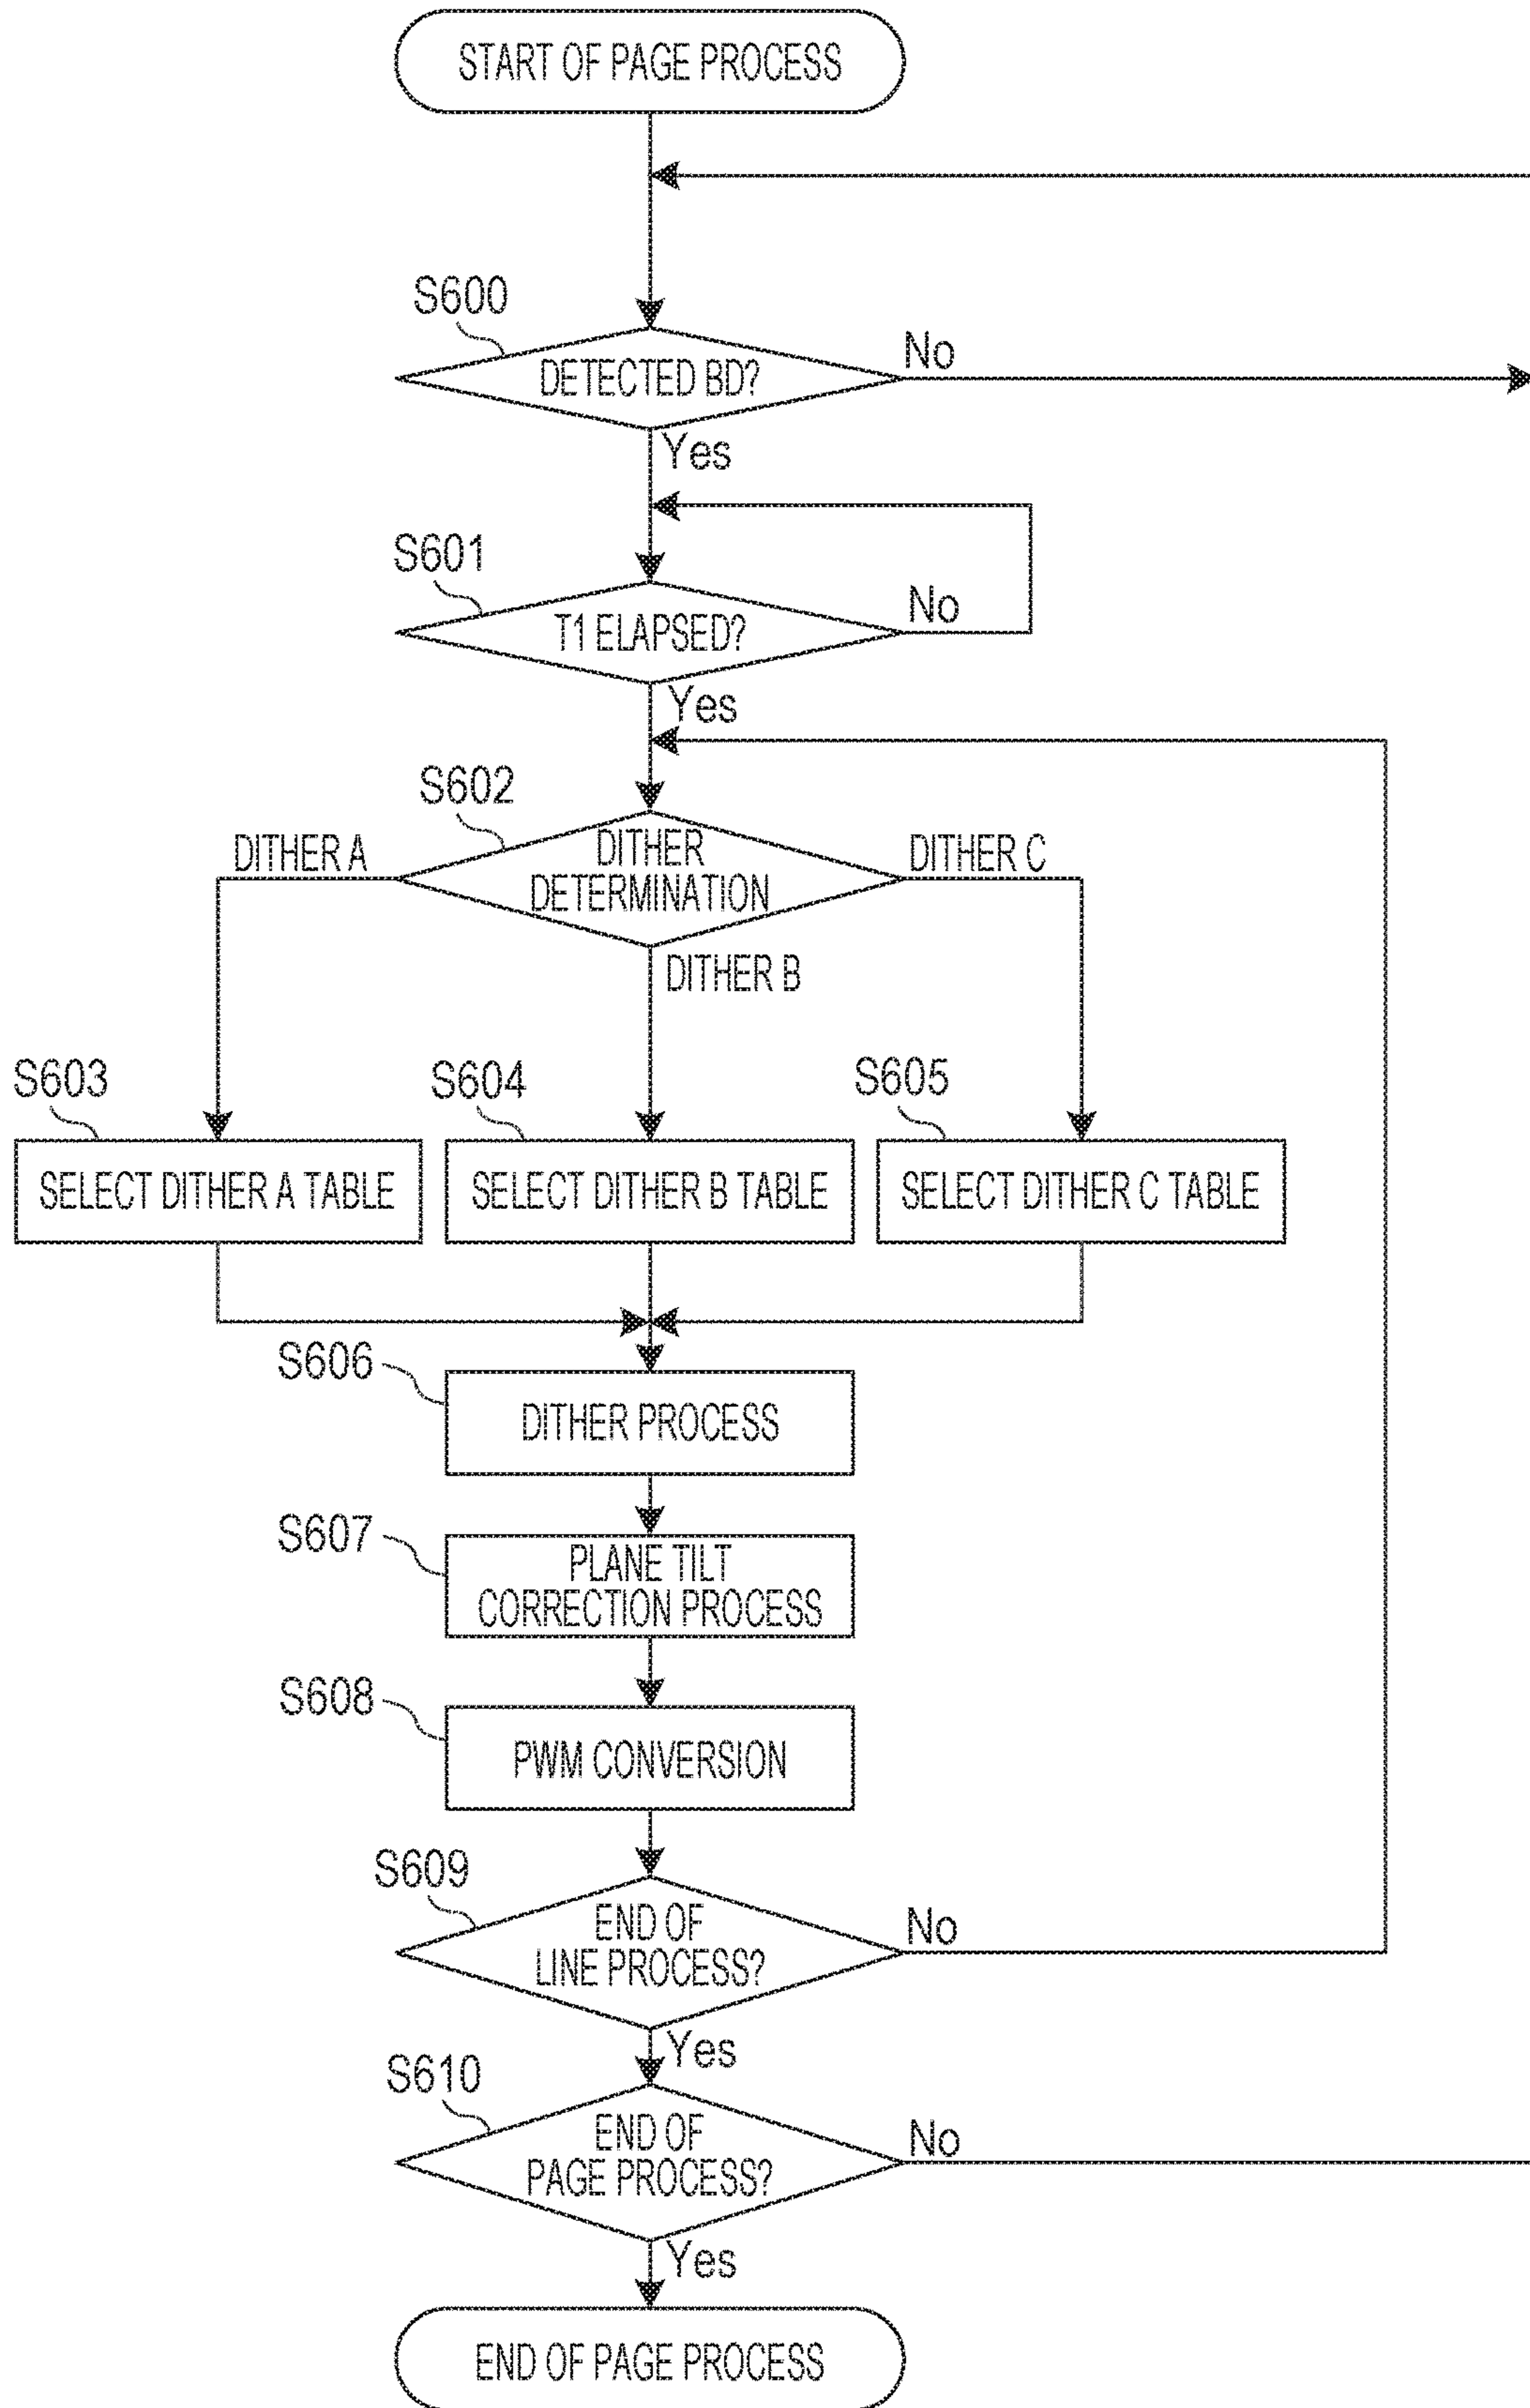 START OF PAGE PROCESS
S600
DETECTED BD?
No
Yes
S601
T1 ELAPSED?
No
Yes
S602
DITHER A
DITHER
DETERMINATION
DITHER C
DITHER B
S603
S604
S605
SELECT DITHER A TABLE
SELECT DITHER B TABLE
SELECT DITHER C TABLE
S606
DITHER PROCESS
S607
PLANE TILT
CORRECTION PROCESS
S608
PWM CONVERSION
S609
END OF
LINE PROCESS?
No
Yes
S610
END OF
PAGE PROCESS?
No
Yes
END OF PAGE PROCESS